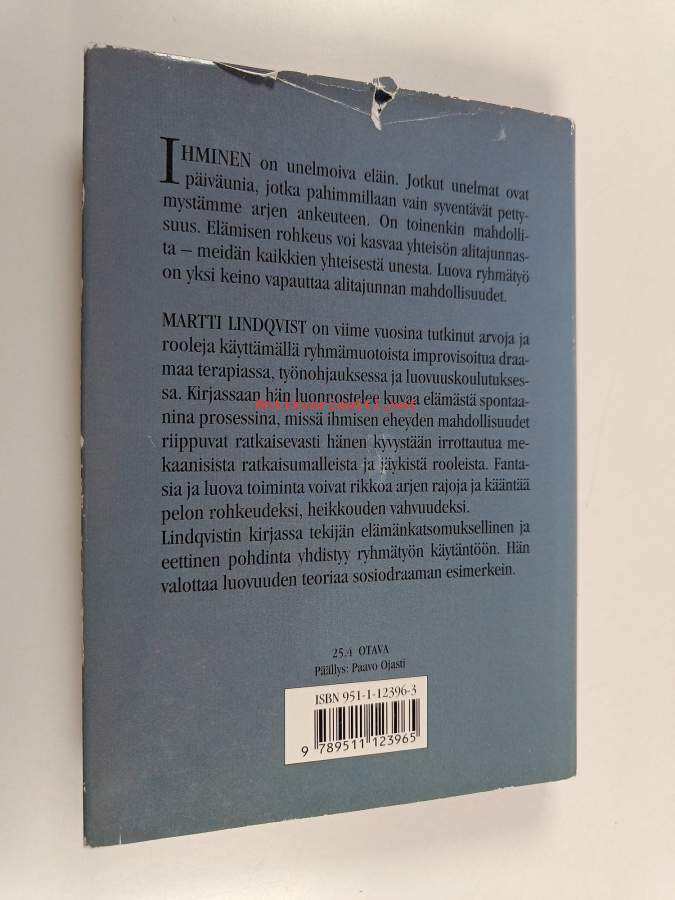 IHMINEN on unelmoiva eläin. Jotkut unelmat ovat
päiväunia, jotka pahimmillaan vain syventävät petty-
mystämme arjen ankeuteen. On toinenkin mahdolli-
suus. Elämisen rohkeus voi kasvaa yhteisön alitajunnas-
ta – meidän kaikkien yhteisestä unesta. Luova ryhmätyö
on yksi keino vapauttaa alitajunnan mahdollisuudet.
MARTTI LINDQVIST on viime vuosina tutkinut arvoja ja
rooleja käyttämällä ryhmämuotoista improvisoitua draa-
maa terapiassa, työnohjauksessa ja luovuuskoulutukses-
sa. Kirjassaan hän luonnostelee kuvaa elämästä spontaa-
nina prosessina, missä ihmisen eheyden mahdollisuudet
riippuvat ratkaisevasti hänen kyvystään irrottautua me-
kaanisista ratkaisumalleista ja jäykistä rooleista. Fanta-
sia ja luova toiminta voivat rikkoa arjen rajoja ja kääntää
pelon rohkeudeksi, heikkouden vahvuudeksi.
Lindqvistin kirjassa tekijän elämänkatsomuksellinen ja
eettinen pohdinta yhdistyy ryhmätyön käytäntöön. Hän
valottaa luovuuden teoriaa sosiodraaman esimerkein.
25.4 OTAVA
Päällys: Paavo Ojasti
ISBN 951-1-12396-3
9 789511 123965